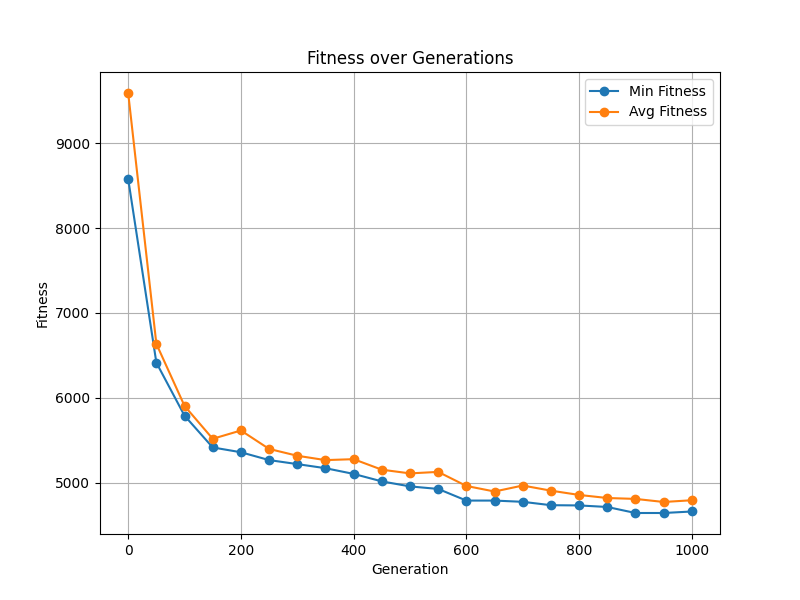 Fitness over Generations
Min Fitness
Avg Fitness
9000
8000
7000
6000
5000
Fitness
0 200 400 600 800 1000
Generation